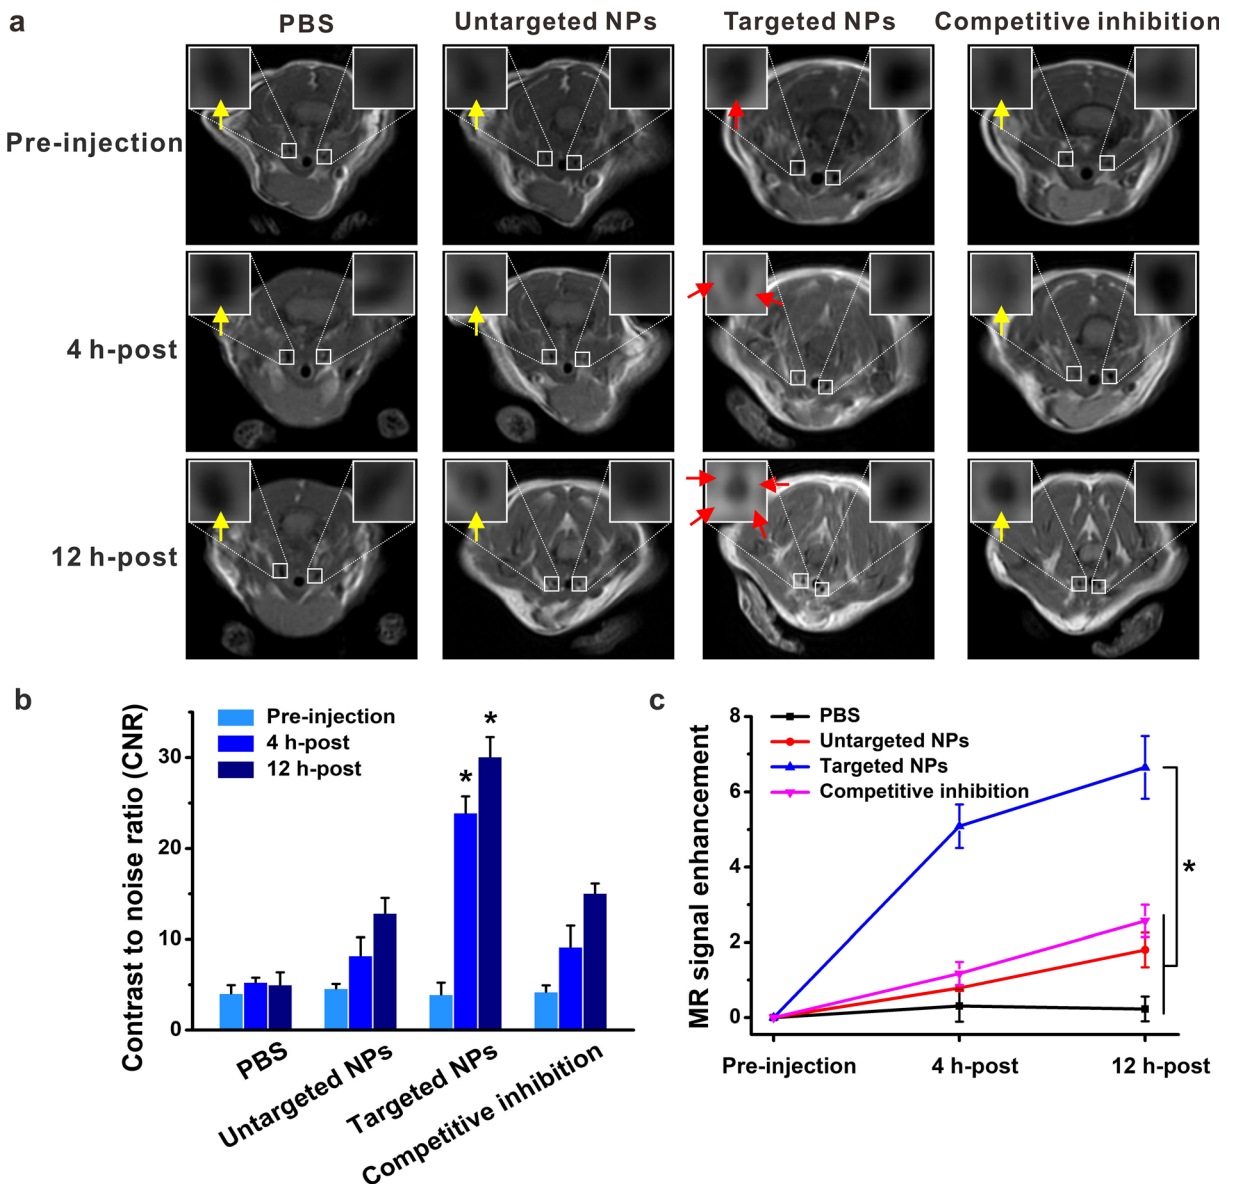 a
PBS
Untargeted NPs
Targeted NPs
Competitive inhibition
Pre-injection
4 h-post
12 h-post
b
Contrast to noise ratio (CNR)
30
20
10
0
Pre-injection
4 h-post
12 h-post
*
*
PBS
Untargeted NPs
Targeted NPs
Competitive inhibition
c
MR signal enhancement
8
6
4
2
0
PBS
Untargeted NPs
Targeted NPs
Competitive inhibition
*
Pre-injection
4 h-post
12 h-post